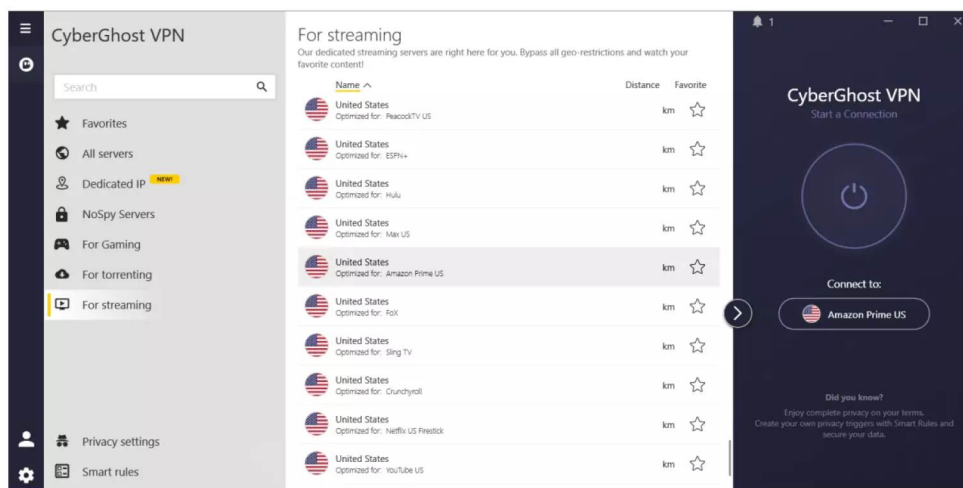 CyberGhost VPN
Search
Favorites
All servers
Dedicated IP NEW!
NoSpy Servers
For Gaming
For torrenting
For streaming
Privacy settings
Smart rules
For streaming
Our dedicated streaming servers are right here for you. Bypass all geo-restrictions and watch your
favorite content!
Name Distance Favorite
United States
Optimized for: PeacockTV US
km
United States
Optimized for: ESPN+
km
United States
Optimized for: Hulu
km
United States
Optimized for: Max US
km
United States
Optimized for: Amazon Prime US
km
United States
Optimized for: FoX
km
United States
Optimized for: Sling TV
km
United States
Optimized for: Crunchyroll
km
United States
Optimized for: Netflix US Firestick
km
United States
Optimized for: YouTube US
km
1
CyberGhost VPN
Start a Connection
Connect to:
Amazon Prime US
Did you know?
Enjoy complete privacy on your terms.
Create your own privacy triggers with Smart Rules and
secure your data.